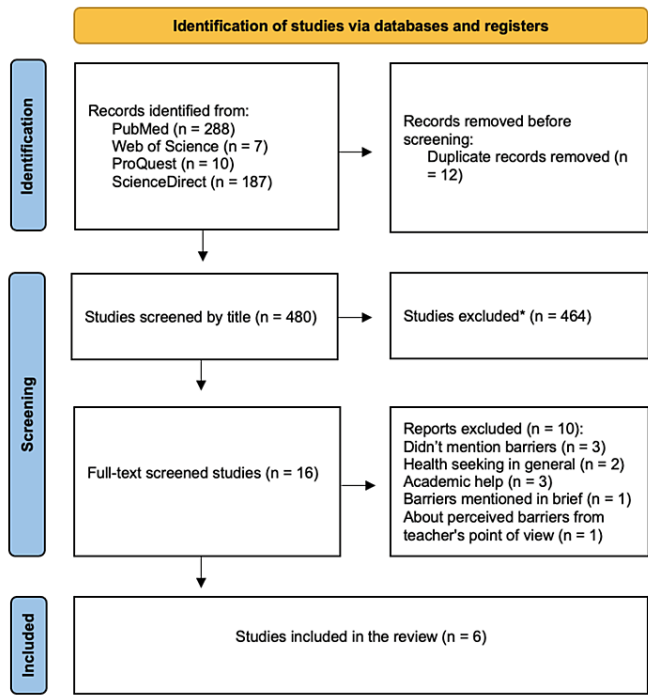 Identification of studies via databases and registers
Identification
Records identified from:
PubMed (n = 288)
Web of Science (n = 7)
ProQuest (n = 10)
ScienceDirect (n = 187)
Records removed before
screening:
Duplicate records removed (n
= 12)
Screening
Studies screened by title (n = 480)
Studies excluded* (n = 464)
Full-text screened studies (n = 16)
Reports excluded (n = 10):
Didn't mention barriers (n = 3)
Health seeking in general (n = 2)
Academic help (n = 3)
Barriers mentioned in brief (n = 1)
About perceived barriers from
teacher's point of view (n = 1)
Included
Studies included in the review (n = 6)